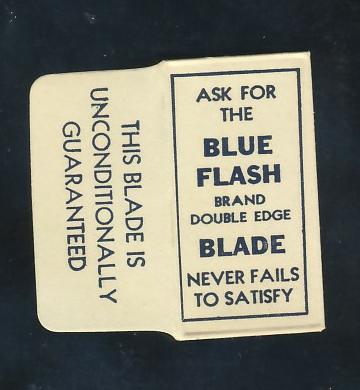 THIS BLADE IS
UNCONDITIONALLY
GUARANTEED
ASK FOR
THE
BLUE
FLASH
BRAND
DOUBLE EDGE
BLADE
NEVER FAILS
TO SATISFY